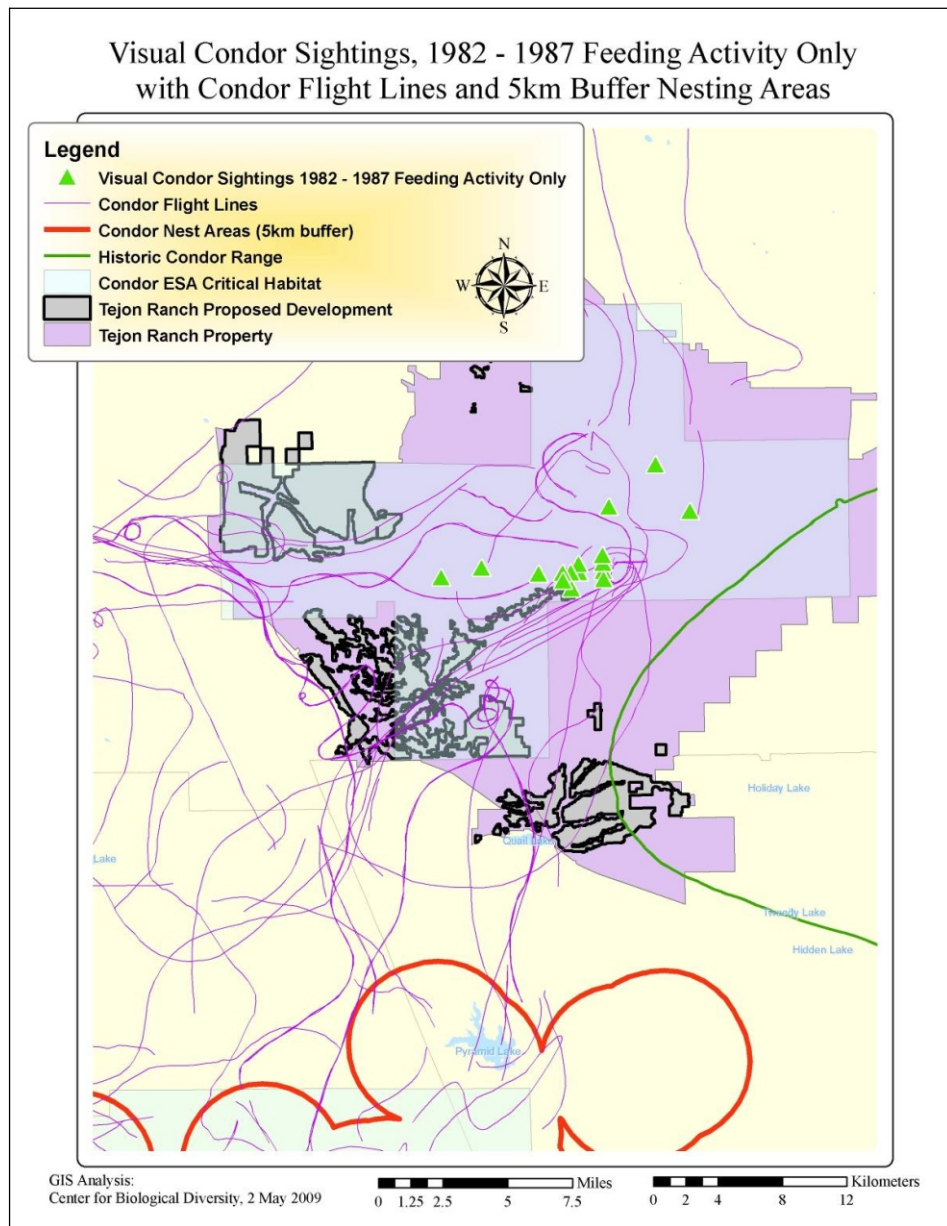 Visual Condor Sightings, 1982 - 1987 Feeding Activity Only
with Condor Flight Lines and 5km Buffer Nesting Areas
Legend
Visual Condor Sightings 1982 - 1987 Feeding Activity Only
Condor Flight Lines
Condor Nest Areas (5km buffer)
Historic Condor Range
Condor ESA Critical Habitat
Tejon Ranch Proposed Development
Tejon Ranch Property
N
W E
S
Holiday Lake
Quail Lake
Lake
Tweedy Lake
Hidden Lake
Pyramid Lake
GIS Analysis:
Center for Biological Diversity, 2 May 2009
Miles
0 1.25 2.5 5 7.5
Kilometers
0 2 4 8 12